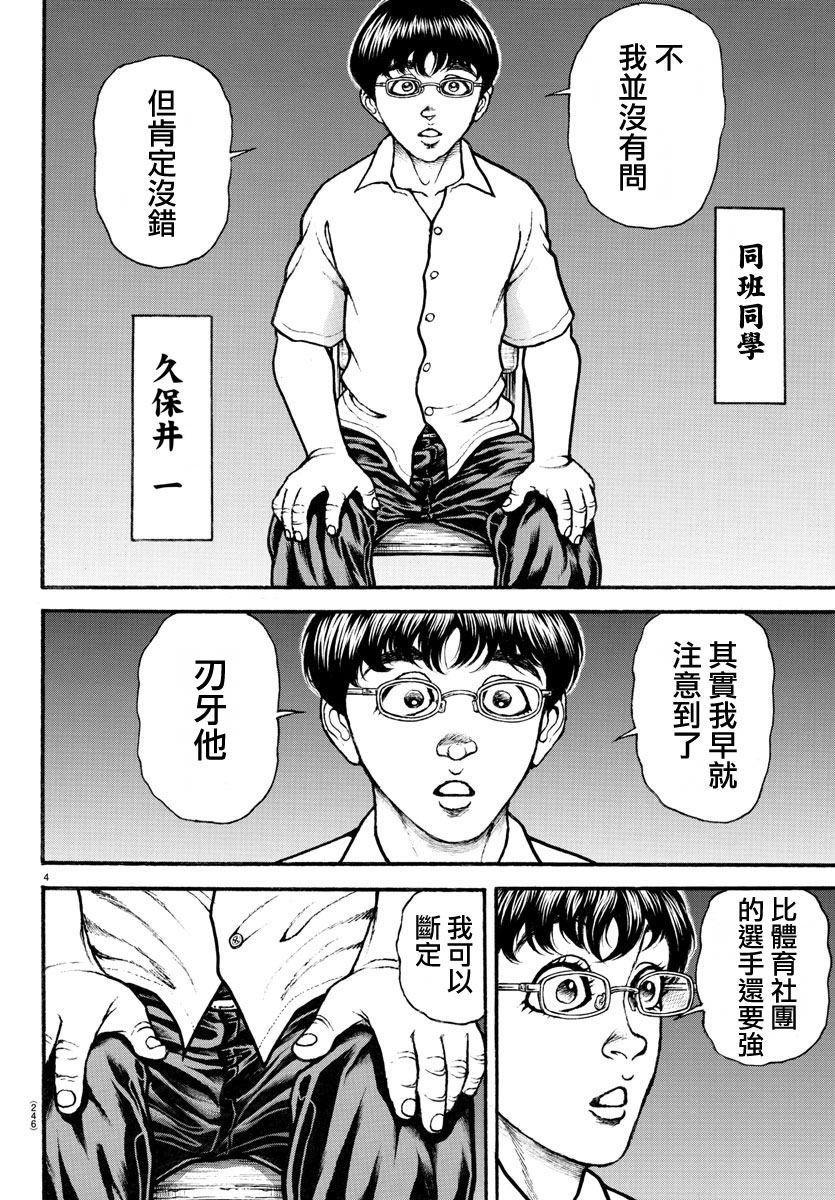 不
我並沒有問
同班同學
但肯定沒錯
久保井 一
其實我早就
注意到了
刃牙他
比體育社團
的選手還要強
我可以
斷定
4
(246)